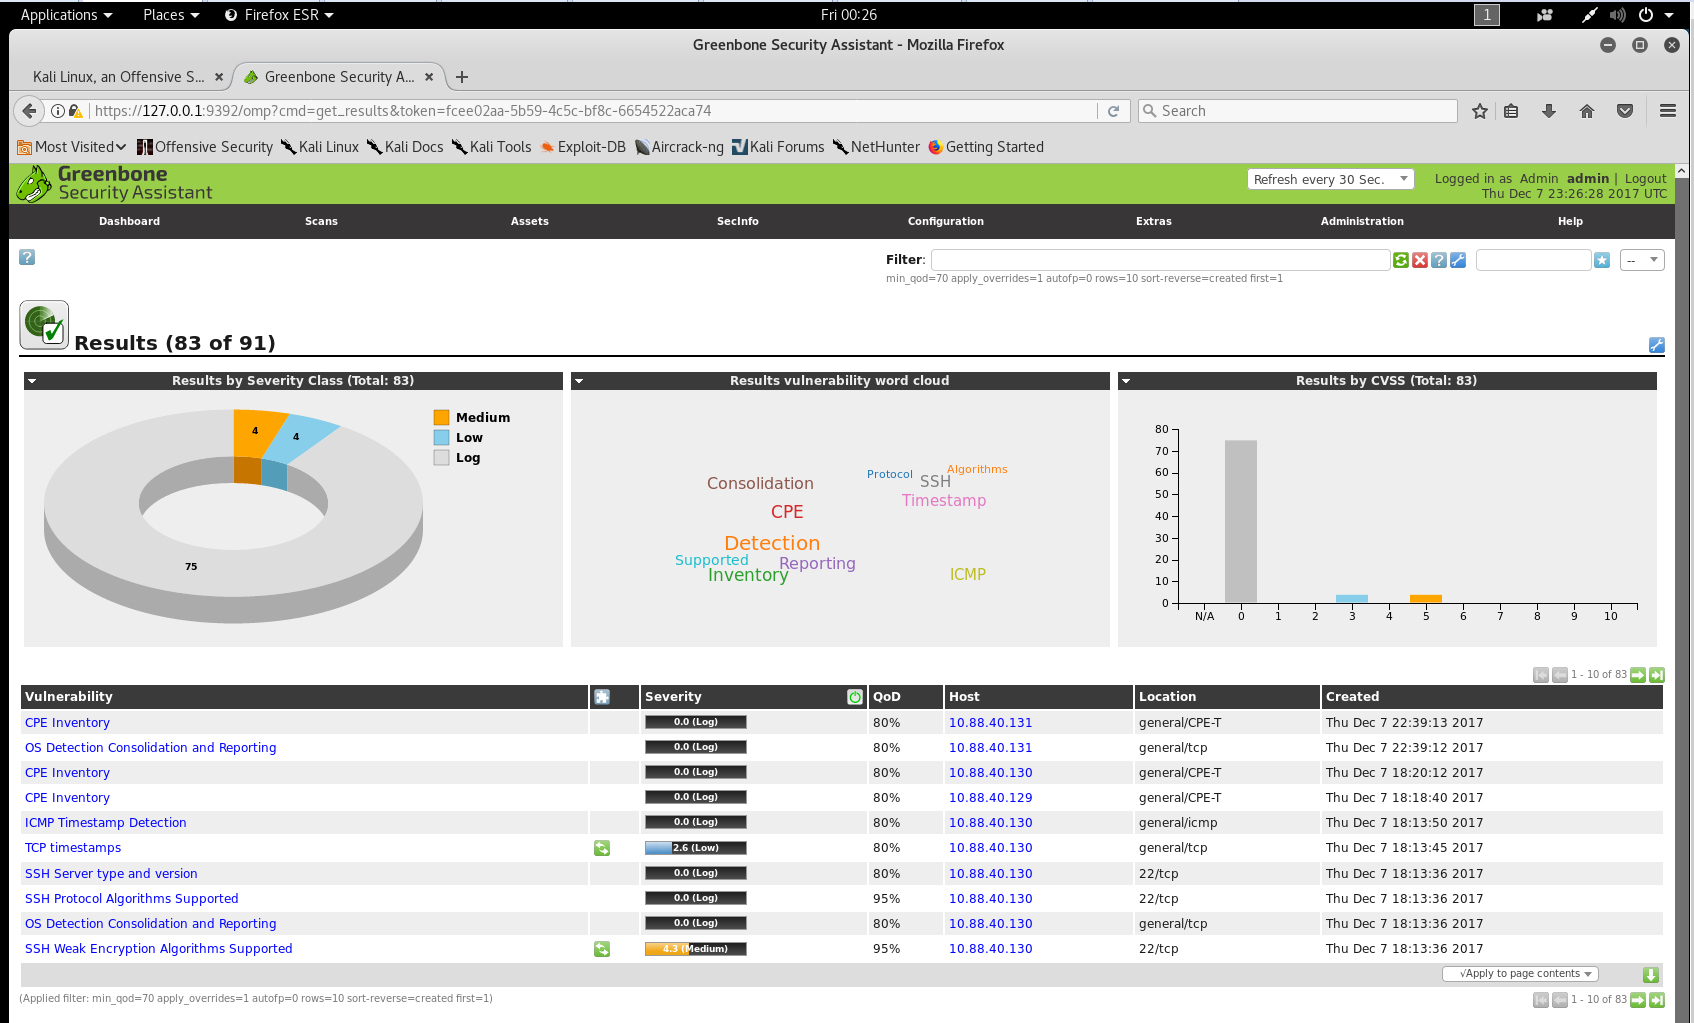 Applications Places Firefox ESR Fri 00:26 1
Greenbone Security Assistant - Mozilla Firefox
Kali Linux, an Offensive S... Greenbone Security A...
https://127.0.0.1:9392/omp?cmd=get_results&token=fcee02aa-5b59-4c5c-bf8c-6654522aca74 Search
Most Visited Offensive Security Kali Linux Kali Docs Kali Tools Exploit-DB Aircrack-ng Kali Forums NetHunter Getting Started
Greenbone
Security Assistant
Refresh every 30 Sec. Logged in as Admin admin | Logout
Thu Dec 7 23:26:28 2017 UTC
Dashboard Scans Assets SecInfo Configuration Extras Administration Help
? Filter: ? --
min_qod=70 apply_overrides=1 autofp=0 rows=10 sort-reverse=created first=1
Results (83 of 91)
Results by Severity Class (Total: 83)
4
4
75
Medium
Low
Log
Results vulnerability word cloud
Protocol
Algorithms
Consolidation
SSH
Timestamp
CPE
Detection
Supported
Reporting
Inventory
ICMP
Results by CVSS (Total: 83)
80
70
60
50
40
30
20
10
0
N/A 0 1 2 3 4 5 6 7 8 9 10
1 - 10 of 83
Vulnerability Severity QoD Host Location Created
CPE Inventory 0.0 (Log) 80% 10.88.40.131 general/CPE-T Thu Dec 7 22:39:13 2017
OS Detection Consolidation and Reporting 0.0 (Log) 80% 10.88.40.131 general/tcp Thu Dec 7 22:39:12 2017
CPE Inventory 0.0 (Log) 80% 10.88.40.130 general/CPE-T Thu Dec 7 18:20:12 2017
CPE Inventory 0.0 (Log) 80% 10.88.40.129 general/CPE-T Thu Dec 7 18:18:40 2017
ICMP Timestamp Detection 0.0 (Log) 80% 10.88.40.130 general/icmp Thu Dec 7 18:13:50 2017
TCP timestamps 2.6 (Low) 80% 10.88.40.130 general/tcp Thu Dec 7 18:13:45 2017
SSH Server type and version 0.0 (Log) 80% 10.88.40.130 22/tcp Thu Dec 7 18:13:36 2017
SSH Protocol Algorithms Supported 0.0 (Log) 95% 10.88.40.130 22/tcp Thu Dec 7 18:13:36 2017
OS Detection Consolidation and Reporting 0.0 (Log) 80% 10.88.40.130 general/tcp Thu Dec 7 18:13:36 2017
SSH Weak Encryption Algorithms Supported 4.3 (Medium) 95% 10.88.40.130 22/tcp Thu Dec 7 18:13:36 2017
√Apply to page contents
(Applied filter: min_qod=70 apply_overrides=1 autofp=0 rows=10 sort-reverse=created first=1) 1 - 10 of 83